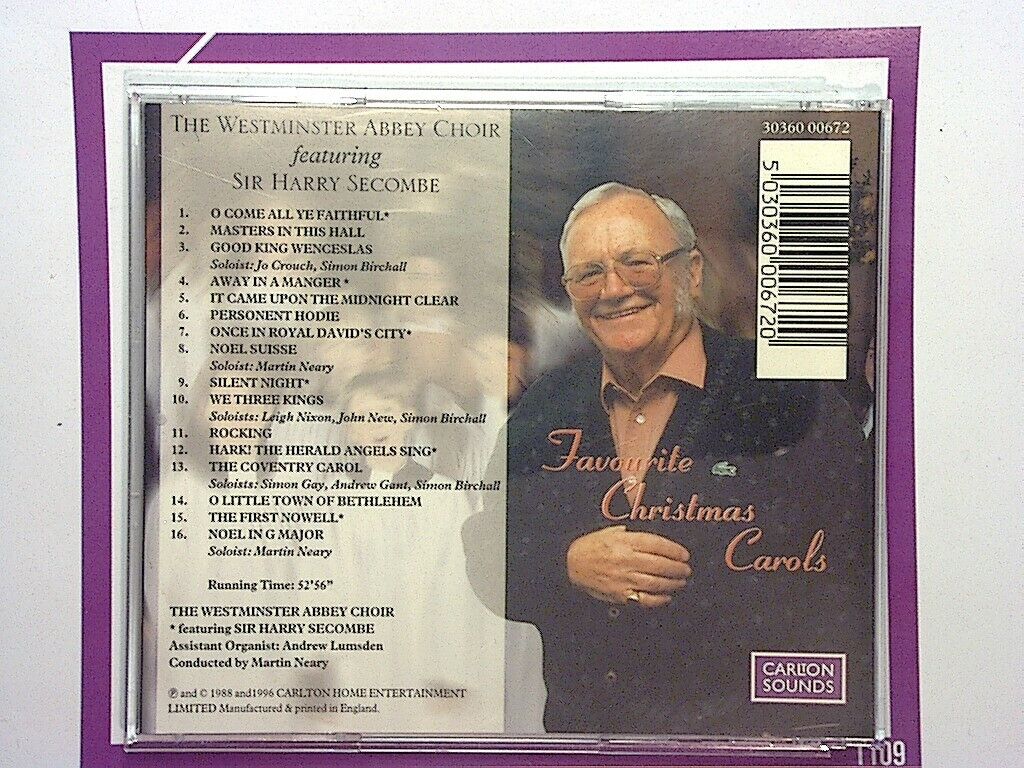 THE WESTMINSTER ABBEY CHOIR
featuring
SIR HARRY SECOMBE
1. O COME ALL YE FAITHFUL*
2. MASTERS IN THIS HALL
3. GOOD KING WENCESLAS
Soloist: Jo Crouch, Simon Birchall
4. AWAY IN A MANGER *
5. IT CAME UPON THE MIDNIGHT CLEAR
6. PERSONENT HODIE
7. ONCE IN ROYAL DAVID'S CITY*
8. NOEL SUISSE
Soloist: Martin Neary
9. SILENT NIGHT*
10. WE THREE KINGS
Soloists: Leigh Nixon, John New, Simon Birchall
11. ROCKING
12. HARK! THE HERALD ANGELS SING*
13. THE COVENTRY CAROL
Soloists: Simon Gay, Andrew Gant, Simon Birchall
14. O LITTLE TOWN OF BETHLEHEM
15. THE FIRST NOWELL*
16. NOEL IN G MAJOR
Soloist: Martin Neary
Running Time: 52'56"
THE WESTMINSTER ABBEY CHOIR
* featuring SIR HARRY SECOMBE
Assistant Organist: Andrew Lumsden
Conducted by Martin Neary
℗ and © 1988 and1996 CARLTON HOME ENTERTAINMENT
LIMITED Manufactured & printed in England.
30360 00672
5 030360 006720
Favourite
Christmas
Carols
CARLTON
SOUNDS
1109